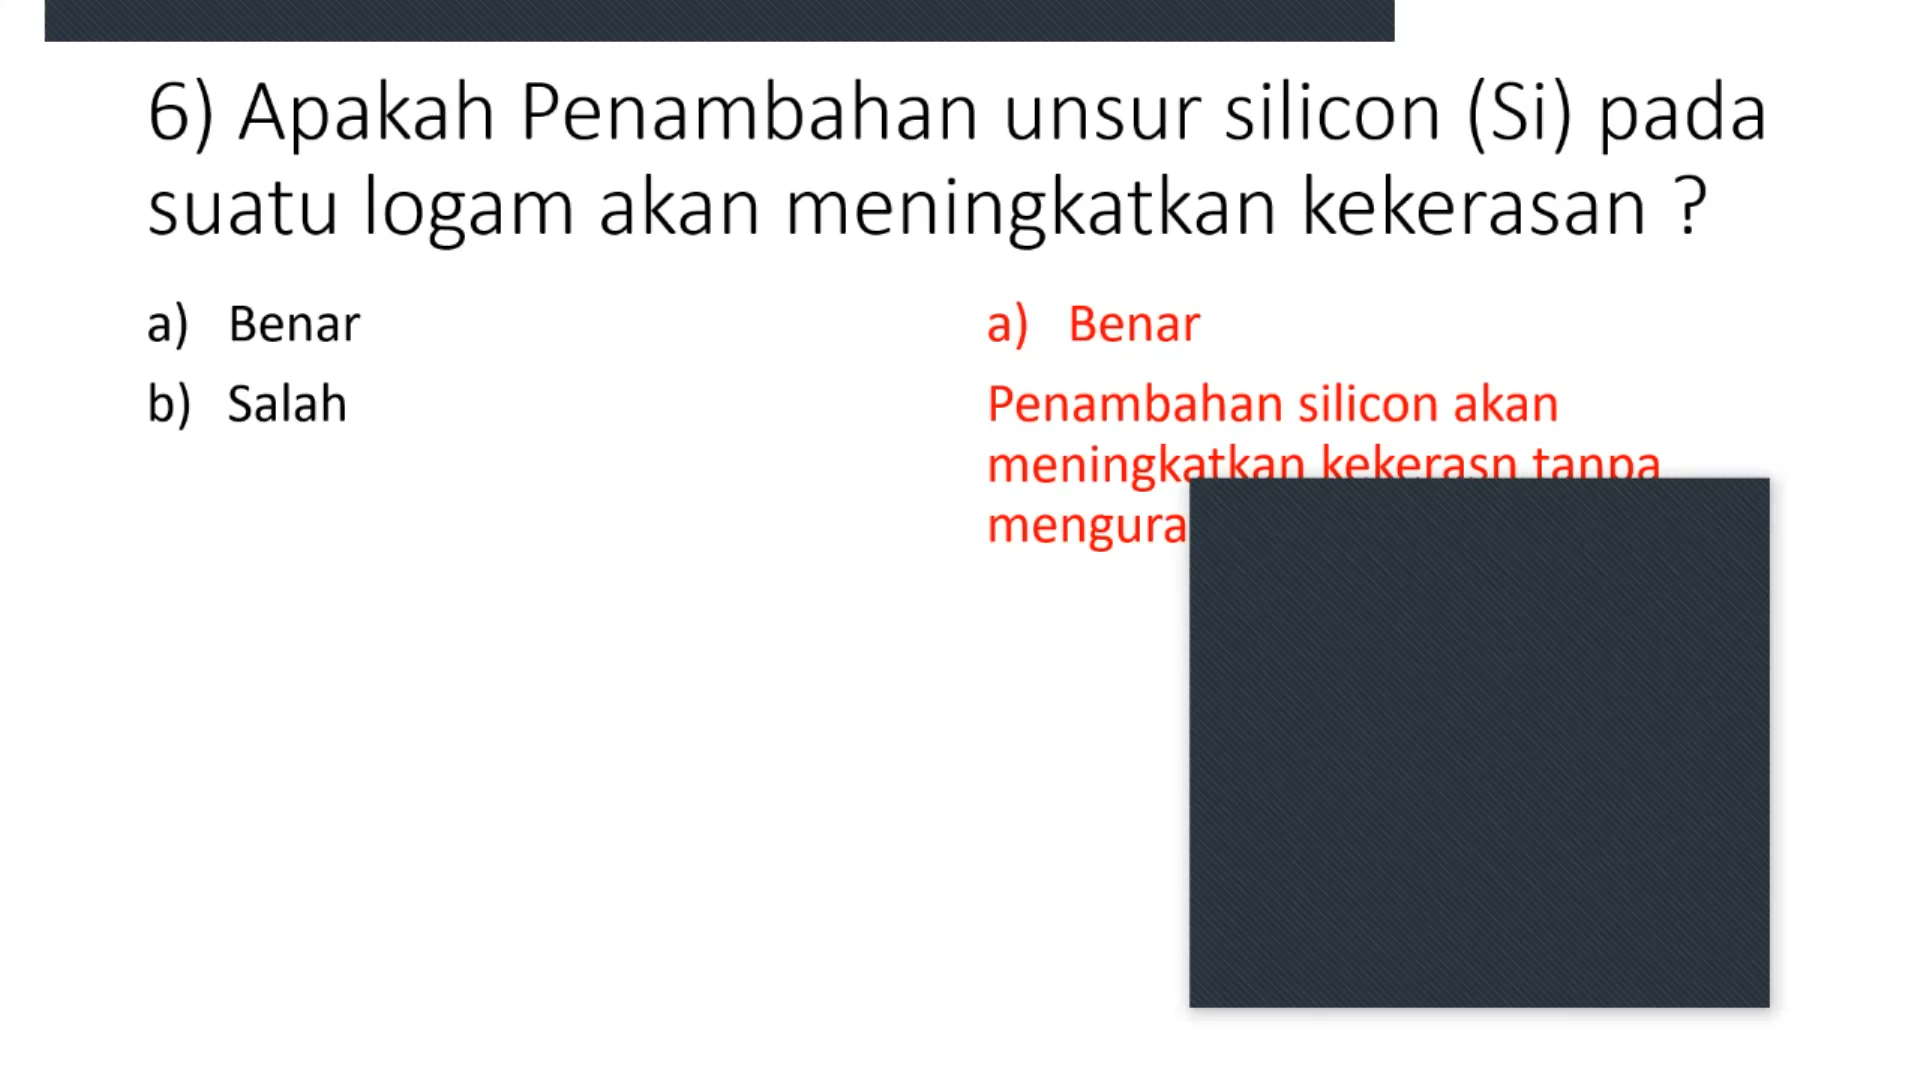 6) Apakah Penambahan unsur silicon (Si) pada
suatu logam akan meningkatkan kekerasan ?
a) Benar
b) Salah
a) Benar
Penambahan silicon akan
meningkatkan kekerasn tanpa